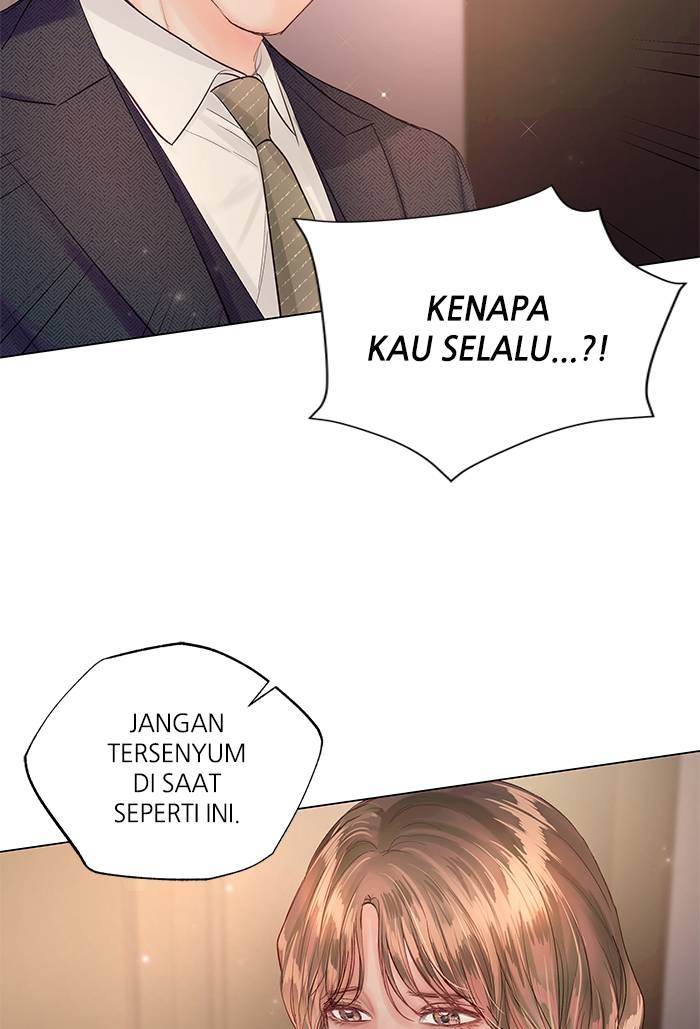 KENAPA
KAU SELALU...?!
JANGAN
TERSENYUM
DI SAAT
SEPERTI INI.